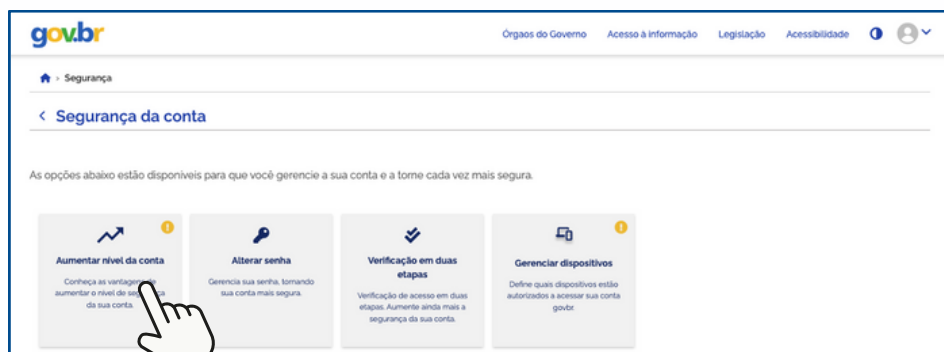 gov.br
Órgaos do Governo Acesso à informação Legislação Acessibilidade
Segurança
Segurança da conta
As opções abaixo estão disponíveis para que você gerencie a sua conta e a torne cada vez mais segura.
Aumentar nível da conta
Conheça as vantagens
aumentar o nível de
da sua conta.
Alterar senha
Gerencia sua senha, tornando
sua conta mais segura.
Verificação em duas
etapas
Verificação de acesso em duas
etapas. Aumente ainda mais a
segurança da sua conta.
Gerenciar dispositivos
Define quais dispositivos estão
autorizados a acessar sua conta
govbr.